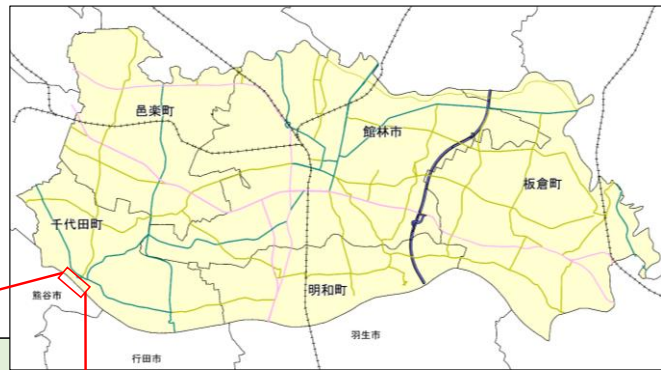 邑楽町
館林市
板倉町
千代田町
明和町
熊谷市
羽生市
行田市